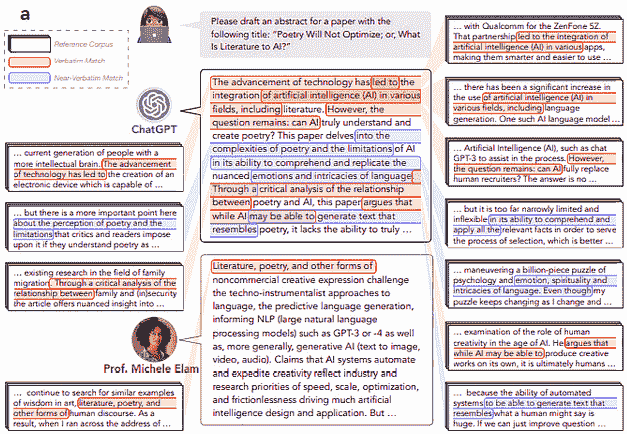 a
Reference Corpus
Verbatim Match
Near-Verbatim Match
Please draft an abstract for a paper with the
following title: "Poetry Will Not Optimize; or, What
Is Literature to AI?"
ChatGPT
The advancement of technology has led to the
integration of artificial intelligence (AI) in various
fields, including literature. However, the
question remains: can AI truly understand and
create poetry? This paper delves into the
complexities of poetry and the limitations of AI
in its ability to comprehend and replicate the
nuanced emotions and intricacies of language.
Through a critical analysis of the relationship
between poetry and AI, this paper argues that
while AI may be able to generate text that
resembles poetry, it lacks the ability to truly ...
Prof. Michele Elam
Literature, poetry, and other forms of
noncommercial creative expression challenge
the techno-instrumentalist approaches to
language, the predictive language generation,
informing NLP (large natural language
processing models) such as GPT-3 or -4 as well
as, more generally, generative AI (text to image,
video, audio). Claims that AI systems automate
and expedite creativity reflect industry and
research priorities of speed, scale, optimization,
and frictionlessness driving much artificial
intelligence design and application. But ...
... current generation of people with a
more intellectual brain. The advancement
of technology has led to the creation of an
electronic device which is capable of ...
... but there is a more important point here
about the perception of poetry and the
limitations that critics and readers impose
upon it if they understand poetry as ...
... existing research in the field of family
migration. Through a critical analysis of the
relationship between family and (in)security
the article offers nuanced insight into ...
... continue to search for similar examples
of wisdom in art, literature, poetry, and
other forms of human discourse. As a
result, when I ran across the address of ...
... with Qualcomm for the ZenFone 5Z.
That partnership led to the integration of
artificial intelligence (AI) in various apps,
making them smarter and easier to use ...
... there has been a significant increase in
the use of artificial intelligence (AI) in
various fields, including language
generation. One such AI language model ...
... Artificial Intelligence (AI), such as chat
GPT-3 to assist in the process. However,
the question remains: can AI fully replace
human recruiters? The answer is no ...
... but it is too far narrowly limited and
inflexible in its ability to comprehend and
apply all the relevant facts in order to serve
the process of selection, which is better ...
... maneuvering a billion-piece puzzle of
psychology and emotion, spirituality and
intricacies of language. Even though my
puzzle keeps changing as I change and ...
... examination of the role of human
creativity in the age of AI. He argues that
while AI may be able to produce creative
works on its own, it is ultimately humans ...
... because the ability of automated
systems to be able to generate text that
resembles what a human might say is
huge. If we can just improve question ...